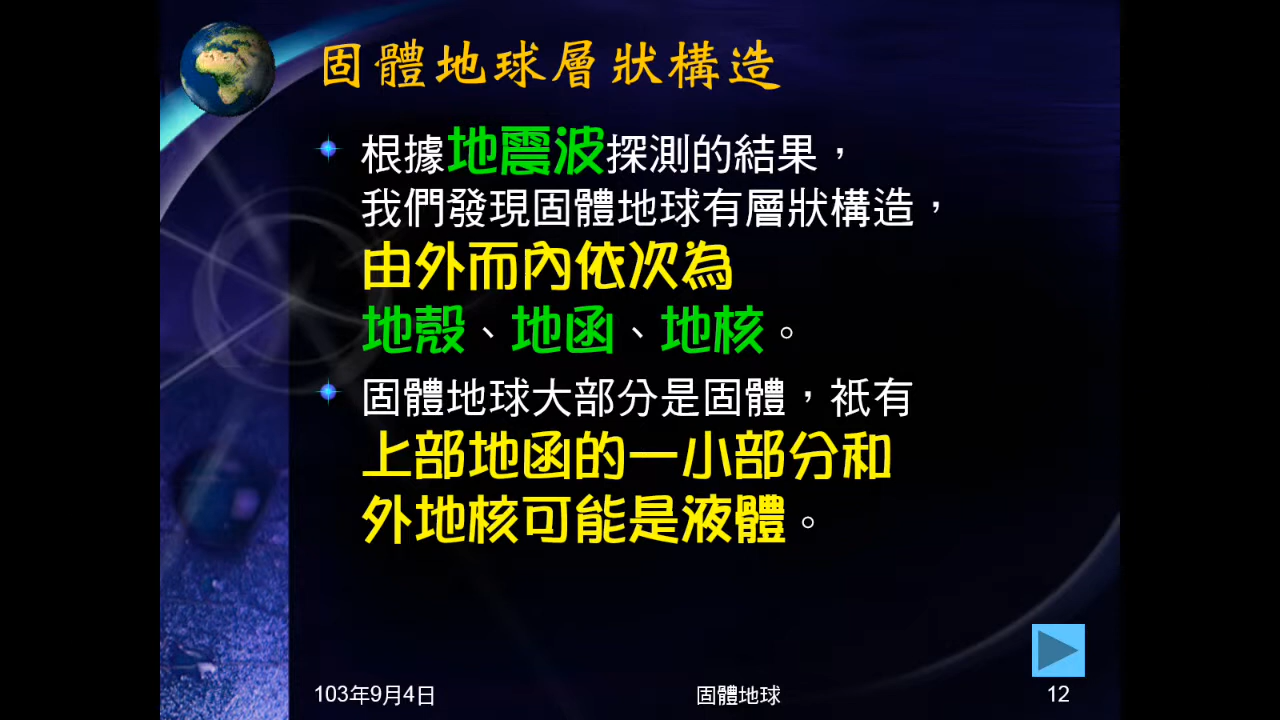 固體地球層狀構造
根據地震波探測的結果，
我們發現固體地球有層狀構造，
由外而內依次為
地殼、地函、地核。
固體地球大部分是固體，祇有
上部地函的一小部分和
外地核可能是液體。
103年9月4日
固體地球
12